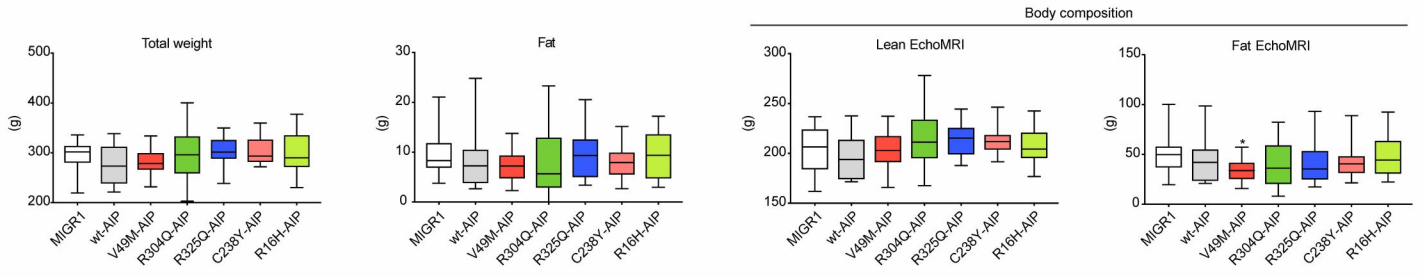 Body composition
Total weight
Fat
Lean EchoMRI
Fat EchoMRI
(g)
500
400
300
200
MIGR1
wt-AIP
V49M-AIP
R304Q-AIP
R325Q-AIP
C238Y-AIP
R16H-AIP
(g)
30
20
10
0
MIGR1
wt-AIP
V49M-AIP
R304Q-AIP
R325Q-AIP
C238Y-AIP
R16H-AIP
(g)
300
250
200
150
MIGR1
wt-AIP
V49M-AIP
R304Q-AIP
R325Q-AIP
C238Y-AIP
R16H-AIP
(g)
150
100
50
0
*
MIGR1
wt-AIP
V49M-AIP
R304Q-AIP
R325Q-AIP
C238Y-AIP
R16H-AIP